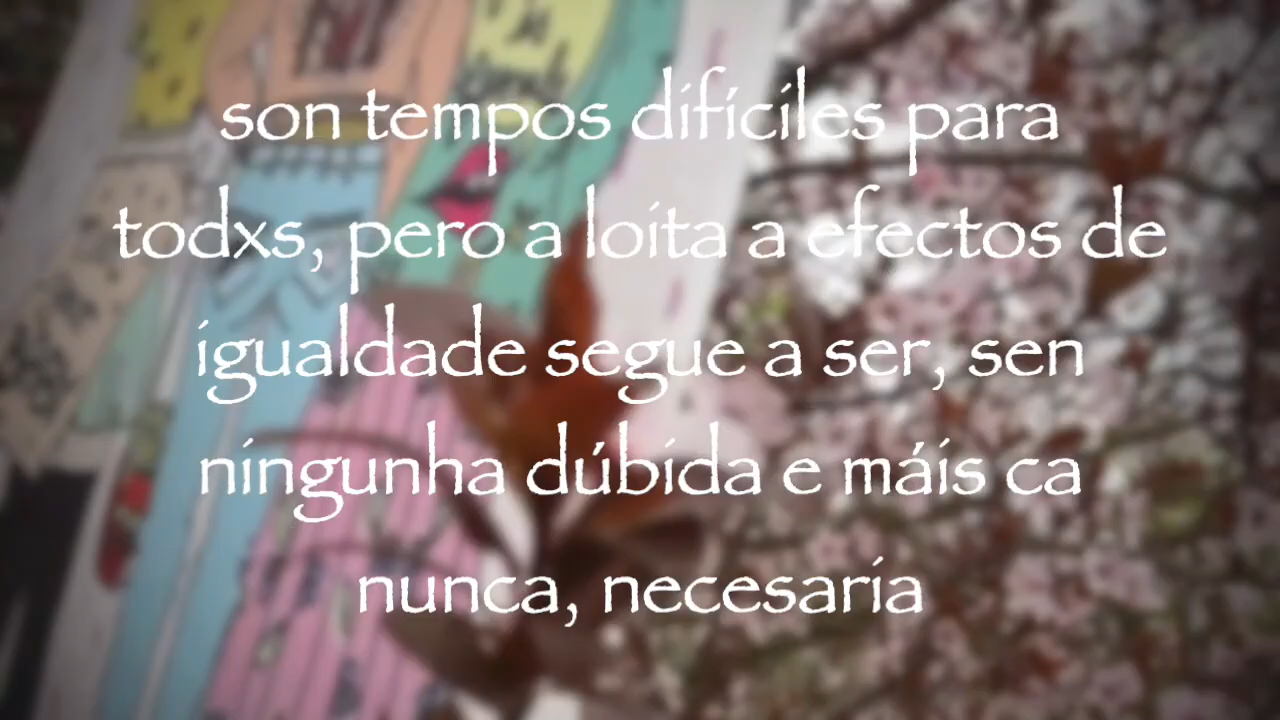 son tempos difíciles para
todxs, pero a loita a efectos de
igualdade segue a ser, sen
ningunha dúbida e máis ca
nunca, necesaria